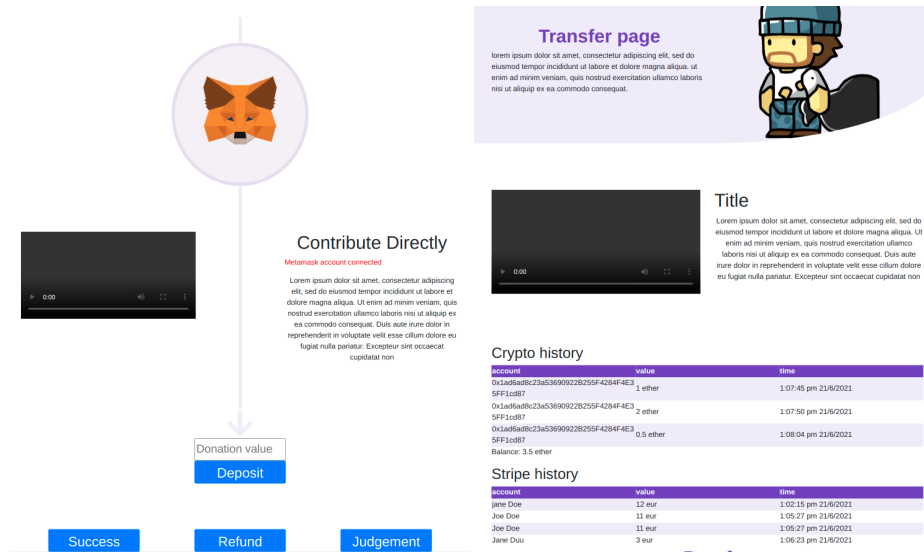 0:00
Contribute Directly
Metamask account connected
Lorem ipsum dolor sit amet, consectetur adipiscing
elit, sed do eiusmod tempor incididunt ut labore et
dolore magna aliqua. Ut enim ad minim veniam, quis
nostrud exercitation ullamco laboris nisi ut aliquip ex
ea commodo consequat. Duis aute irure dolor in
reprehenderit in voluptate velit esse cillum dolore eu
fugiat nulla pariatur. Excepteur sint occaecat
cupidatat non
Donation value
Deposit
Success Refund Judgement
Transfer page
lorem ipsum dolor sit amet, consectetur adipiscing elit, sed do
eiusmod tempor incididunt ut labore et dolore magna aliqua. ut
enim ad minim veniam, quis nostrud exercitation ullamco laboris
nisi ut aliquip ex ea commodo consequat.
0:00
Title
Lorem ipsum dolor sit amet, consectetur adipiscing elit, sed do
eiusmod tempor incididunt ut labore et dolore magna aliqua. Ut
enim ad minim veniam, quis nostrud exercitation ullamco
laboris nisi ut aliquip ex ea commodo consequat. Duis aute
irure dolor in reprehenderit in voluptate velit esse cillum dolore
eu fugiat nulla pariatur. Excepteur sint occaecat cupidatat non
Crypto history
account value time
0x1ad6ad8c23a53690922B255F4284F4E3
5FF1cd87 1 ether 1:07:45 pm 21/6/2021
0x1ad6ad8c23a53690922B255F4284F4E3
5FF1cd87 2 ether 1:07:50 pm 21/6/2021
0x1ad6ad8c23a53690922B255F4284F4E3
5FF1cd87 0.5 ether 1:08:04 pm 21/6/2021
Balance: 3.5 ether
Stripe history
account value time
jane Doe 12 eur 1:02:15 pm 21/6/2021
Joe Doe 11 eur 1:05:27 pm 21/6/2021
Joe Doe 11 eur 1:05:27 pm 21/6/2021
Jane Duu 3 eur 1:06:23 pm 21/6/2021